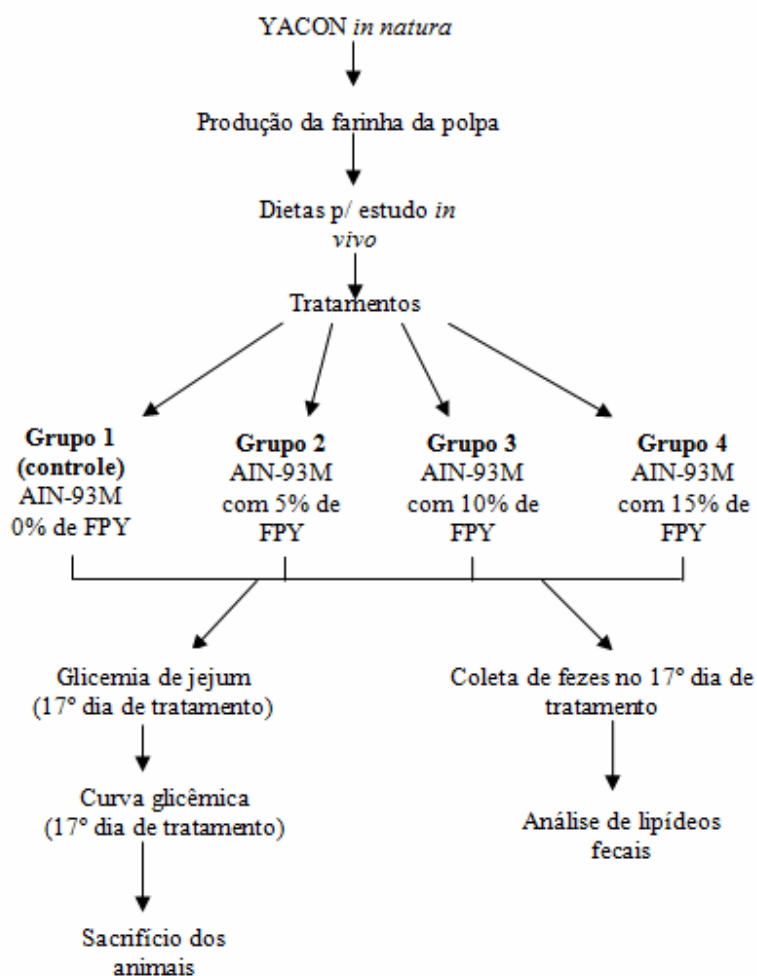 YACON in natura
Produção da farinha da polpa
Dietas p/ estudo in
vivo
Tratamentos
Grupo 1
(controle)
AIN-93M
0% de FPY
Grupo 2
AIN-93M
com 5% de
FPY
Grupo 3
AIN-93M
com 10% de
FPY
Grupo 4
AIN-93M
com 15% de
FPY
Glicemia de jejum
(17° dia de tratamento)
Curva glicêmica
(17° dia de tratamento)
Sacrifício dos
animais
Coleta de fezes no 17° dia de
tratamento
Análise de lipídeos
fecais